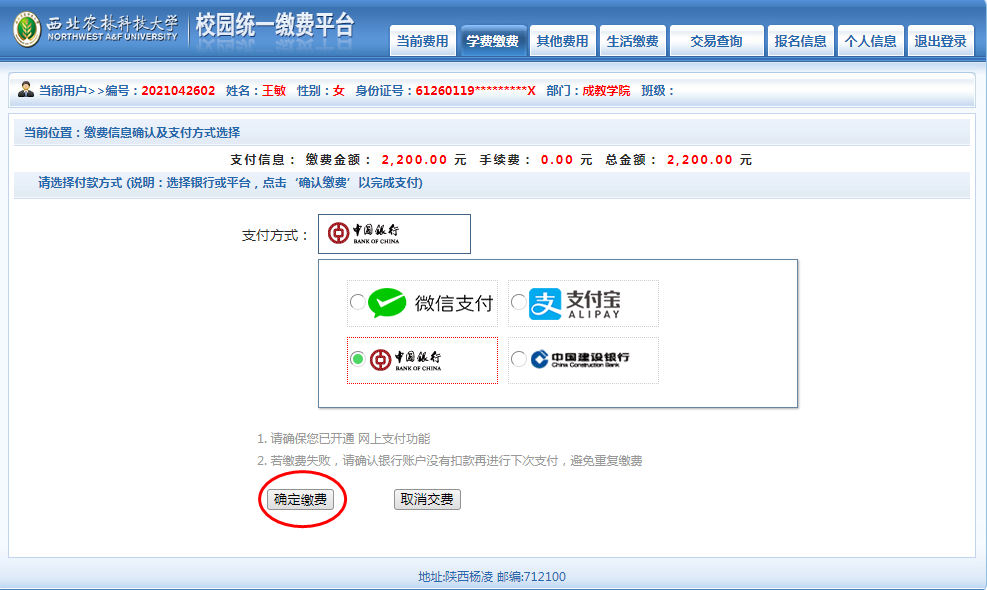 西北农林科技大学
NORTHWEST A&F UNIVERSITY
校园统一缴费平台
当前费用 学费缴费 其他费用 生活缴费 交易查询 报名信息 个人信息 退出登录
当前用户>>编号：2021042602 姓名：王敏 性别：女 身份证号：61260119*********X 部门：成教学院 班级：
当前位置：缴费信息确认及支付方式选择
支付信息： 缴费金额： 2,200.00 元 手续费： 0.00 元 总金额： 2,200.00 元
请选择付款方式 (说明：选择银行或平台，点击‘确认缴费’以完成支付)
支付方式： 中国银行
BANK OF CHINA
微信支付 支付宝
ALIPAY
中国银行
BANK OF CHINA
中国建设银行
China Construction Bank
1. 请确保您已开通 网上支付功能
2. 若缴费失败，请确认银行账户没有扣款再进行下次支付，避免重复缴费
确定缴费 取消交费
地址:陕西杨凌 邮编:712100